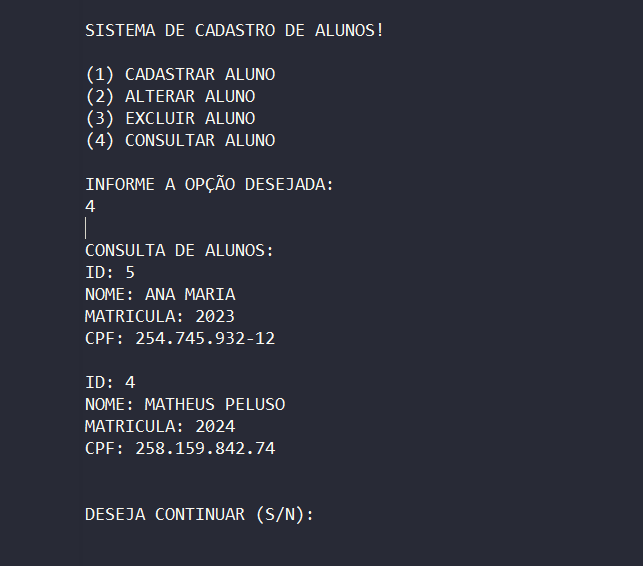 SISTEMA DE CADASTRO DE ALUNOS!
(1) CADASTRAR ALUNO
(2) ALTERAR ALUNO
(3) EXCLUIR ALUNO
(4) CONSULTAR ALUNO
INFORME A OPÇÃO DESEJADA:
4
CONSULTA DE ALUNOS:
ID: 5
NOME: ANA MARIA
MATRICULA: 2023
CPF: 254.745.932-12
ID: 4
NOME: MATHEUS PELUSO
MATRICULA: 2024
CPF: 258.159.842.74
DESEJA CONTINUAR (S/N):